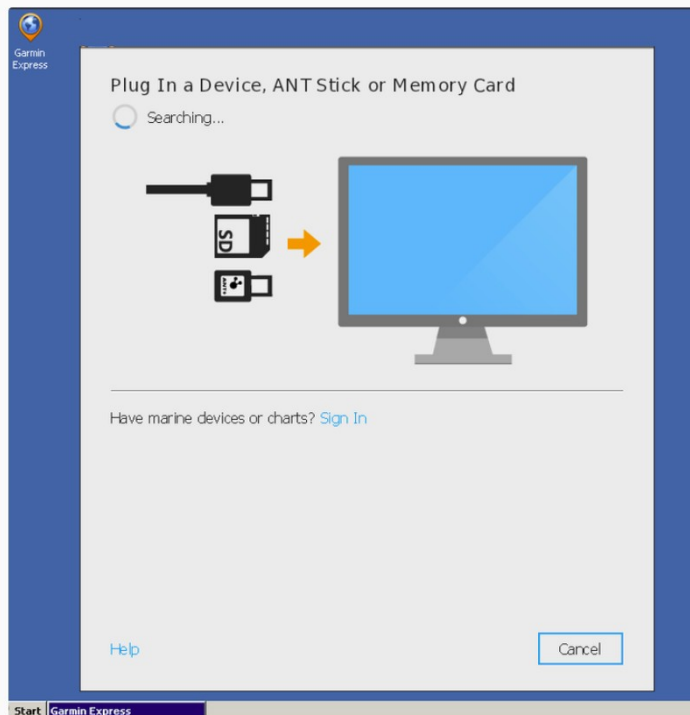 Garmin
Express
Plug In a Device, ANT Stick or Memory Card
Searching...
SD
ANT+
Have marine devices or charts? Sign In
Help
Cancel
Start
Garmin Express